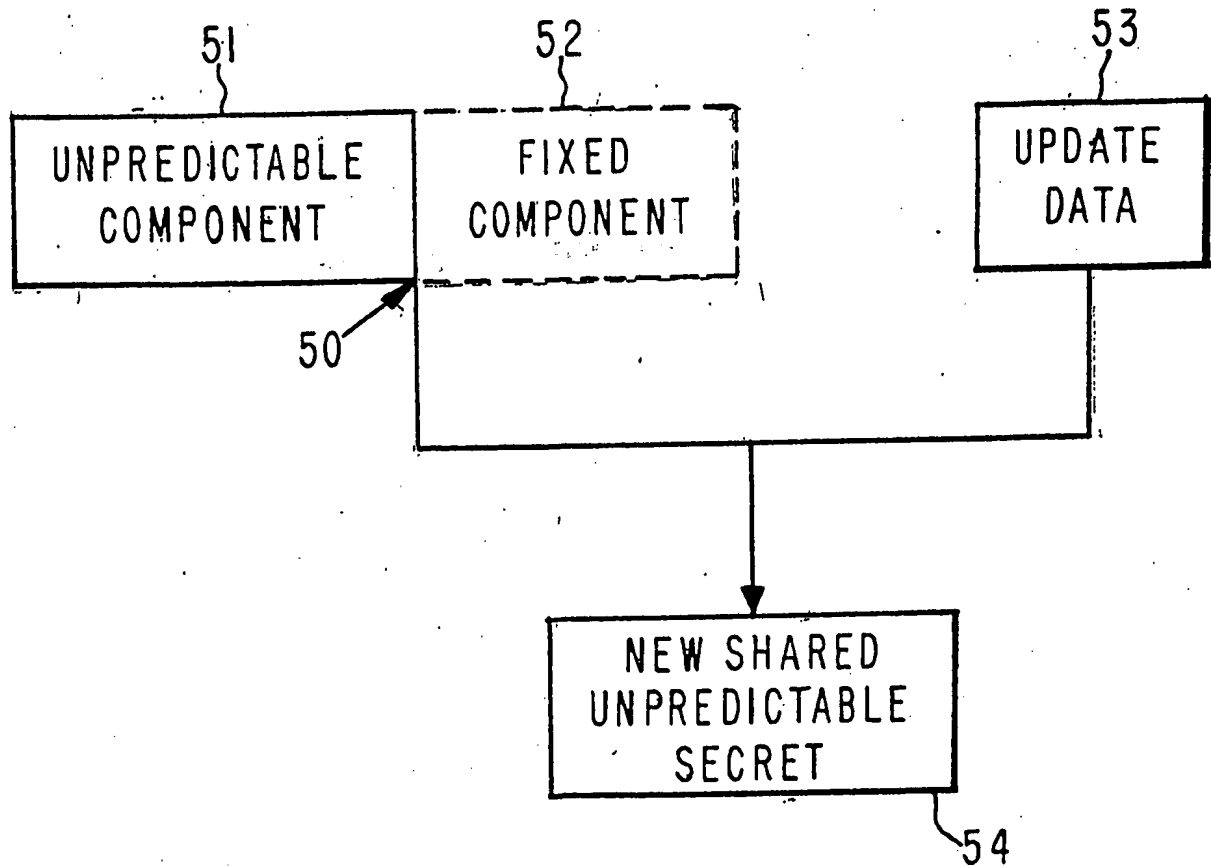 51
52
53
UNPREDICTABLE
COMPONENT
FIXED
COMPONENT
UPDATE
DATA
50
NEW SHARED
UNPREDICTABLE
SECRET
54